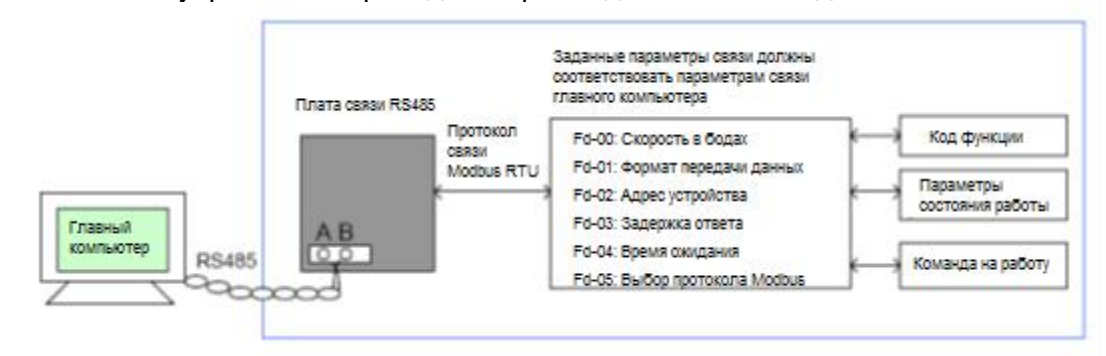 Заданные параметры связи должны
соответствовать параметрам связи
главного компьютера
Плата связи RS485
Протокол
связи
Modbus RTU
Fd-00: Скорость в бодах
Fd-01: Формат передачи данных
Fd-02: Адрес устройства
Fd-03: Задержка ответа
Fd-04: Время ожидания
Fd-05: Выбор протокола Modbus
Код функции
Параметры
состояния работы
Команда на работу
Главный
компьютер
RS485
A B